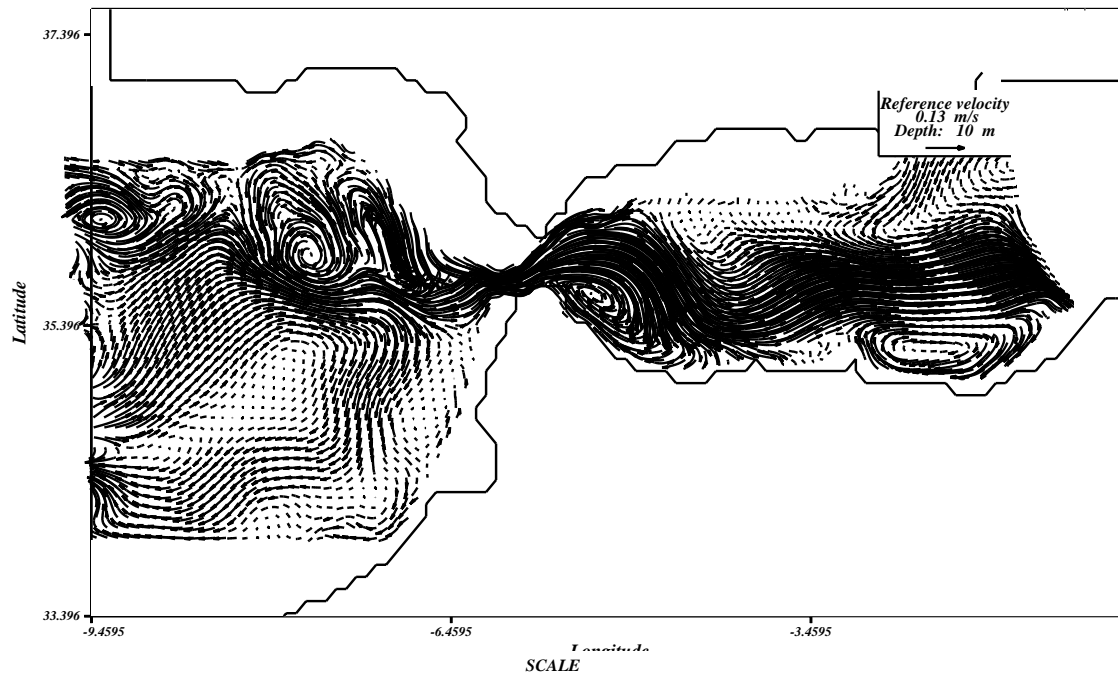 37.396
Reference velocity
0.13 m/s
Depth: 10 m
Latitude
35.396
33.396
-9.4595 -6.4595 -3.4595
Longitude
SCALE